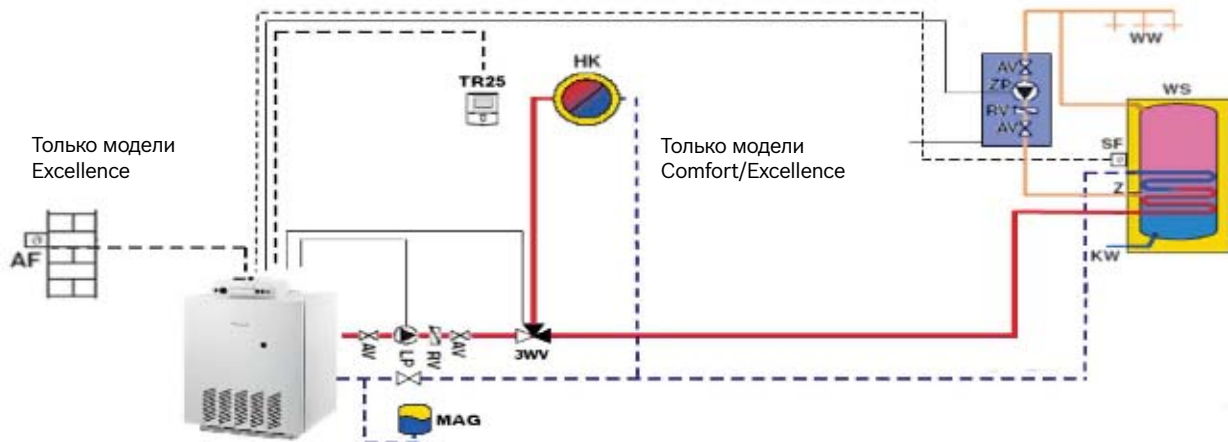 WW
HK
AV
TR25
ZP
WS
RV
Только модели
Excellence
Только модели
Comfort/Excellence
AV
SF
Z
AF
KW
AV
LP
RV
AV
3WV
MAG